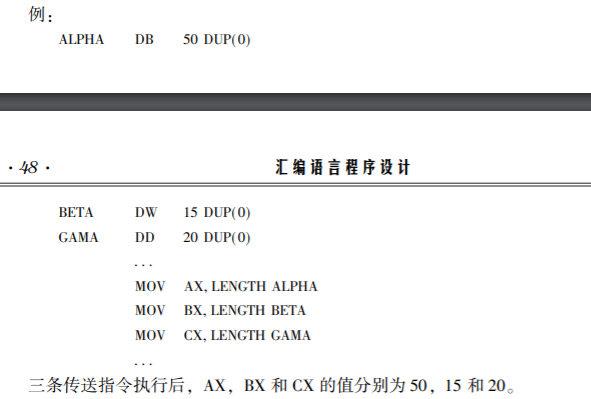 例：
ALPHA DB 50 DUP(0)
· 48 · 汇编语言程序设计
BETA DW 15 DUP(0)
GAMA DD 20 DUP(0)
...
MOV AX, LENGTH ALPHA
MOV BX, LENGTH BETA
MOV CX, LENGTH GAMA
...
三条传送指令执行后，AX，BX 和 CX 的值分别为 50，15 和 20。